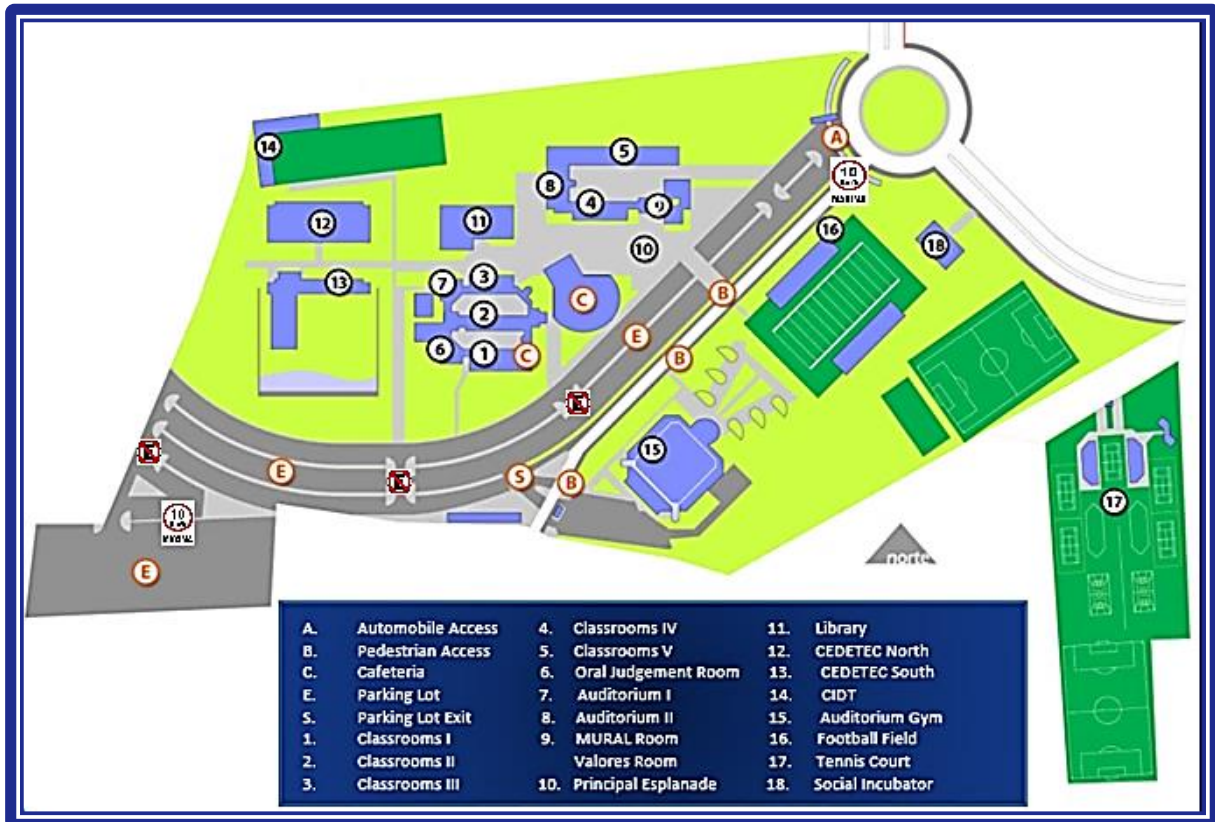 14
5
A
8
10
12
11
4
9
16
10
18
7
3
13
C
B
2
E
6
1
C
B
E
15
E
S
B
E
E
17
10
norte
E
A. Automobile Access
B. Pedestrian Access
C. Cafeteria
E. Parking Lot
S. Parking Lot Exit
1. Classrooms I
2. Classrooms II
3. Classrooms III
4. Classrooms IV
5. Classrooms V
6. Oral Judgement Room
7. Auditorium I
8. Auditorium II
9. MURAL Room
Valores Room
10. Principal Esplanade
11. Library
12. CEDETEC North
13. CEDETEC South
14. CIDT
15. Auditorium Gym
16. Football Field
17. Tennis Court
18. Social Incubator